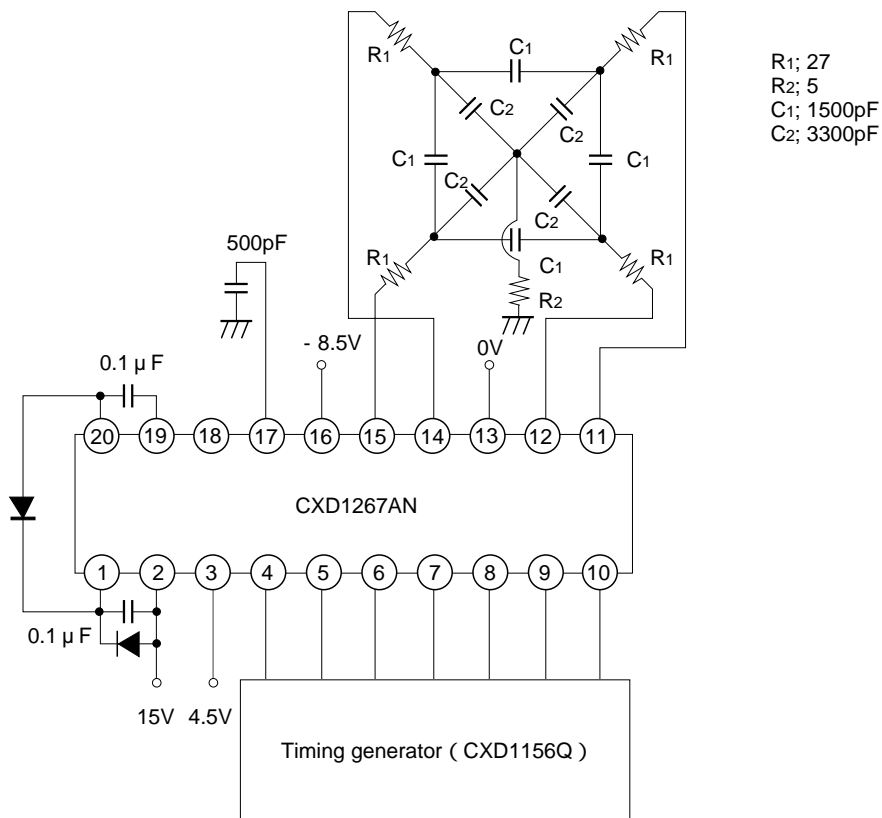 R1
C1
R1
C2
C2
C1
C1
C2
C2
R1
C1
R1
R2
R1; 27
R2; 5
C1; 1500pF
C2; 3300pF
500pF
- 8.5V
0V
0.1 μ F
20
19
18
17
16
15
14
13
12
11
CXD1267AN
1
2
3
4
5
6
7
8
9
10
0.1 μ F
15V
4.5V
Timing generator ( CXD1156Q )